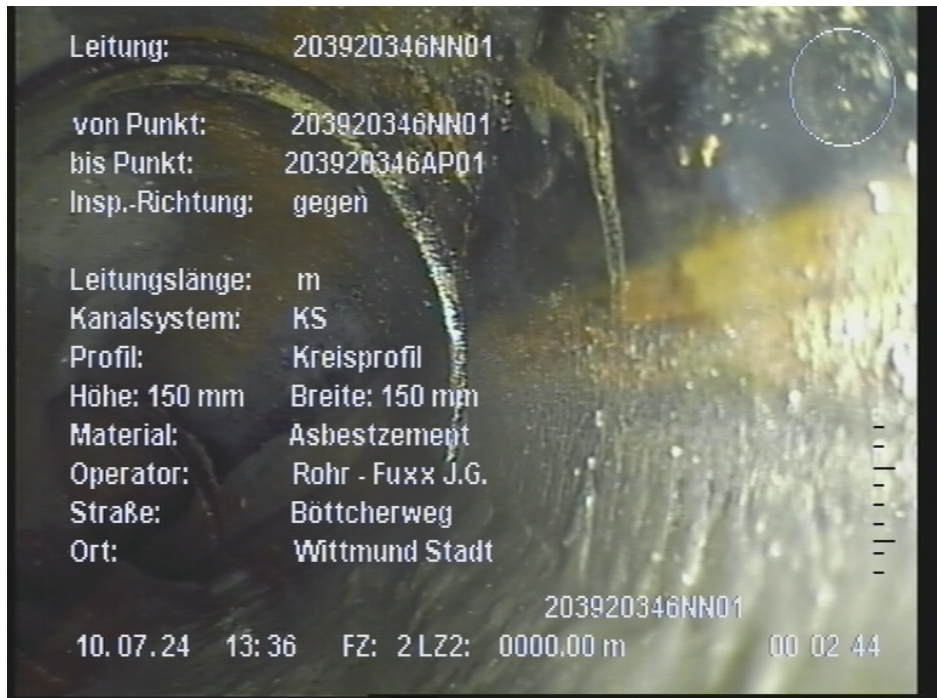 Leitung: 203920346NN01
von Punkt: 203920346NN01
bis Punkt: 203920346AP01
Insp.-Richtung: gegen
Leitungslänge: m
Kanalsystem: KS
Profil: Kreisprofil
Höhe: 150 mm Breite: 150 mm
Material: Asbestzement
Operator: Rohr - Fuxx J.G.
Straße: Böttcherweg
Ort: Wittmund Stadt
203920346NN01
10.07.24 13:36 FZ: 2 LZ2: 0000.00 m 00 02 44